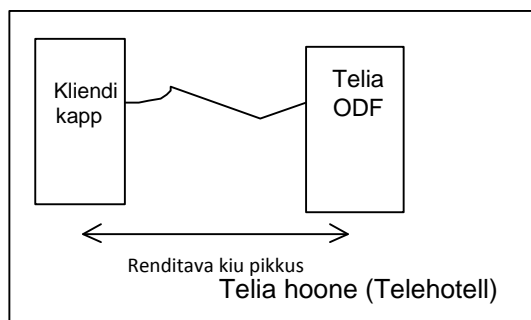 Kliendi
kapp
Telia
ODF
Renditava kiu pikkus
Telia hoone (Telehotell)